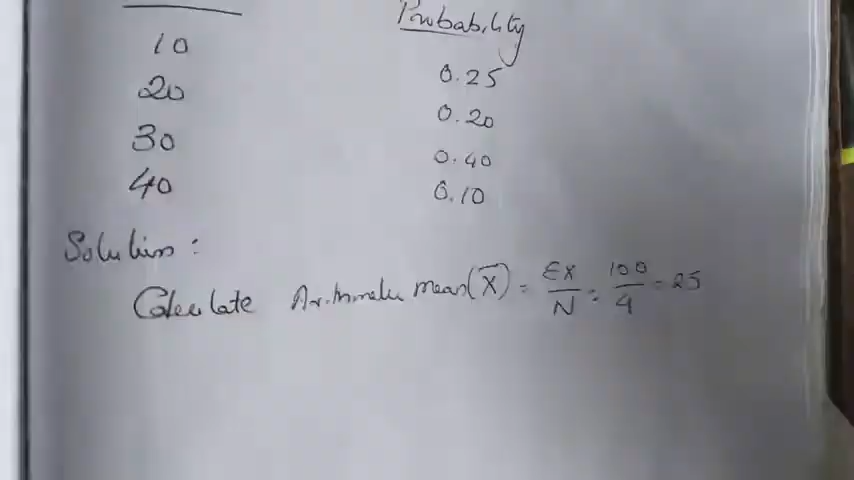 Probability
10 0.25
20 0.20
30 0.40
40 0.10
Solution :
Calculate Arithmetic mean (X̄) = ΣX/N = 100/4 = 25